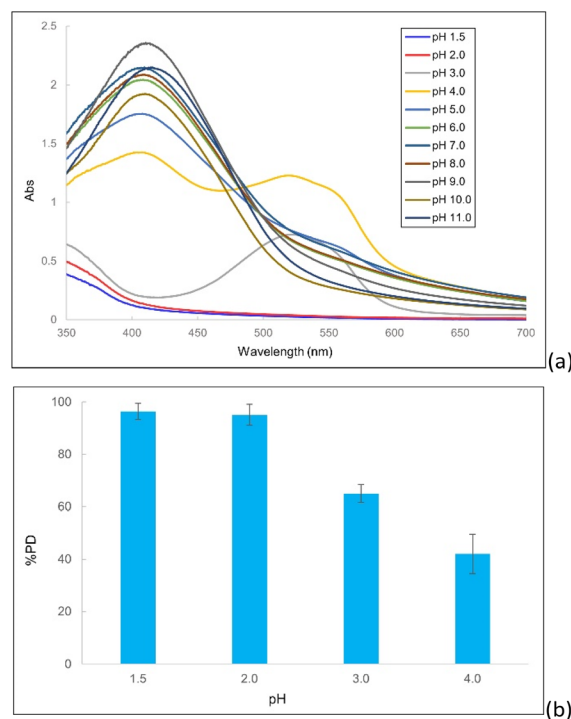 2.5
2
1.5
1
0.5
0
Abs
350 400 450 500 550 600 650 700
Wavelength (nm)
pH 1.5
pH 2.0
pH 3.0
pH 4.0
pH 5.0
pH 6.0
pH 7.0
pH 8.0
pH 9.0
pH 10.0
pH 11.0
(a)
100
80
60
40
20
0
%PD
1.5 2.0 3.0 4.0
pH
(b)